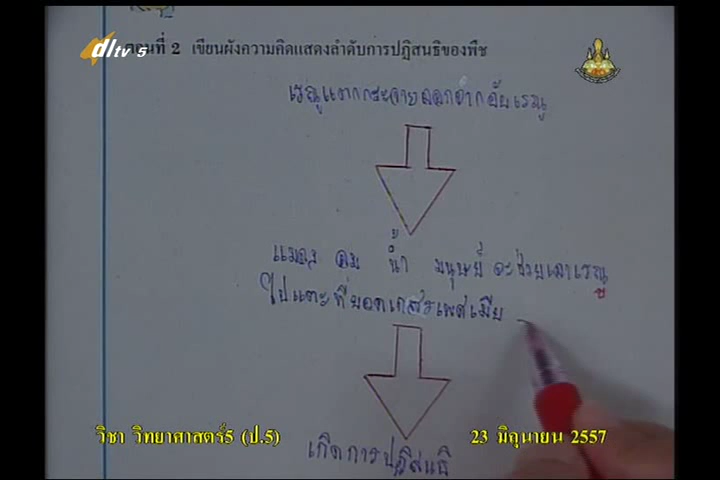 dltv 5
ตอนที่ 2 เขียนผังความคิดแสดงลำดับการปฏิสนธิของพืช
เรณูแตกกระจายออกจากอับเรณู
แมลง ลม น้ำ มนุษย์ จะช่วยพาเรณู
ไปแตะที่ยอดเกสรเพศเมีย
เกิดการปฏิสนธิ
วิชา วิทยาศาสตร์5 (ป.5)
23 มิถุนายน 2557